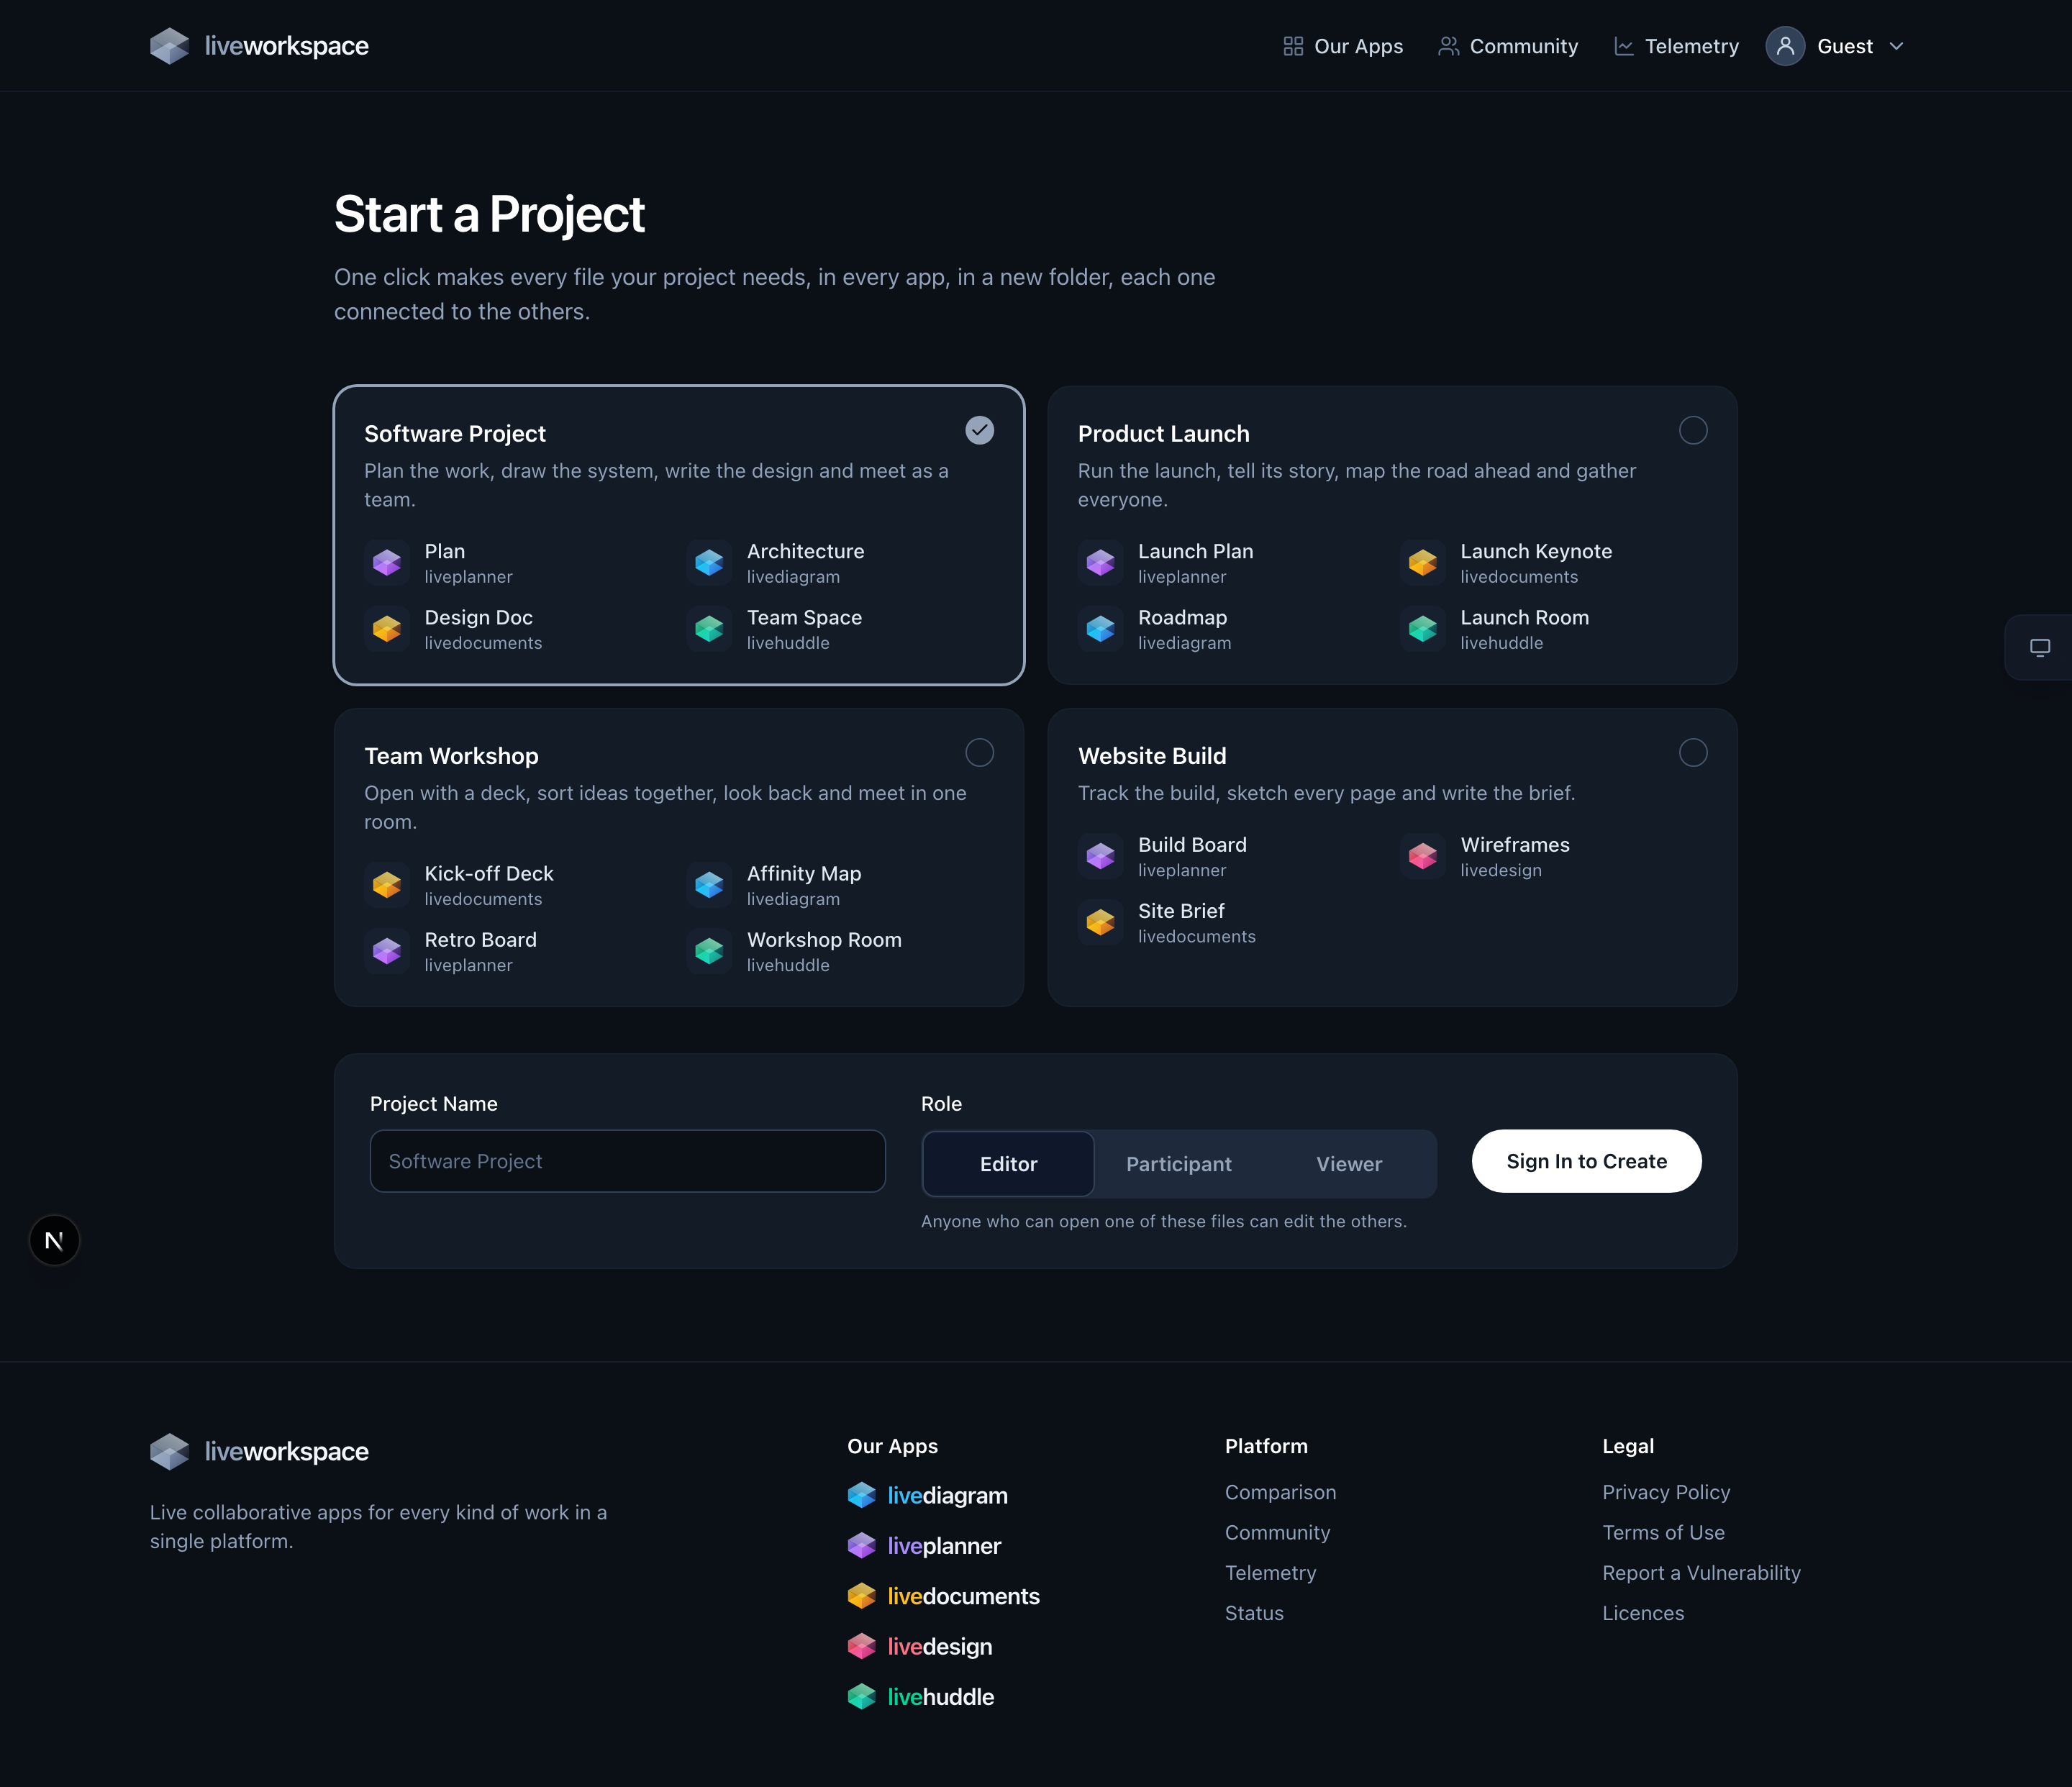 liveworkspace
Our Apps
Community
Telemetry
Guest
Start a Project
One click makes every file your project needs, in every app, in a new folder, each one
connected to the others.
Software Project
Plan the work, draw the system, write the design and meet as a
team.
Plan
liveplanner
Architecture
livediagram
Design Doc
livedocuments
Team Space
livehuddle
Product Launch
Run the launch, tell its story, map the road ahead and gather
everyone.
Launch Plan
liveplanner
Launch Keynote
livedocuments
Roadmap
livediagram
Launch Room
livehuddle
Team Workshop
Open with a deck, sort ideas together, look back and meet in one
room.
Kick-off Deck
livedocuments
Affinity Map
livediagram
Retro Board
liveplanner
Workshop Room
livehuddle
Website Build
Track the build, sketch every page and write the brief.
Build Board
liveplanner
Wireframes
livedesign
Site Brief
livedocuments
Project Name
Software Project
Role
Editor
Participant
Viewer
Anyone who can open one of these files can edit the others.
Sign In to Create
N
liveworkspace
Live collaborative apps for every kind of work in a
single platform.
Our Apps
livediagram
liveplanner
livedocuments
livedesign
livehuddle
Platform
Comparison
Community
Telemetry
Status
Legal
Privacy Policy
Terms of Use
Report a Vulnerability
Licences